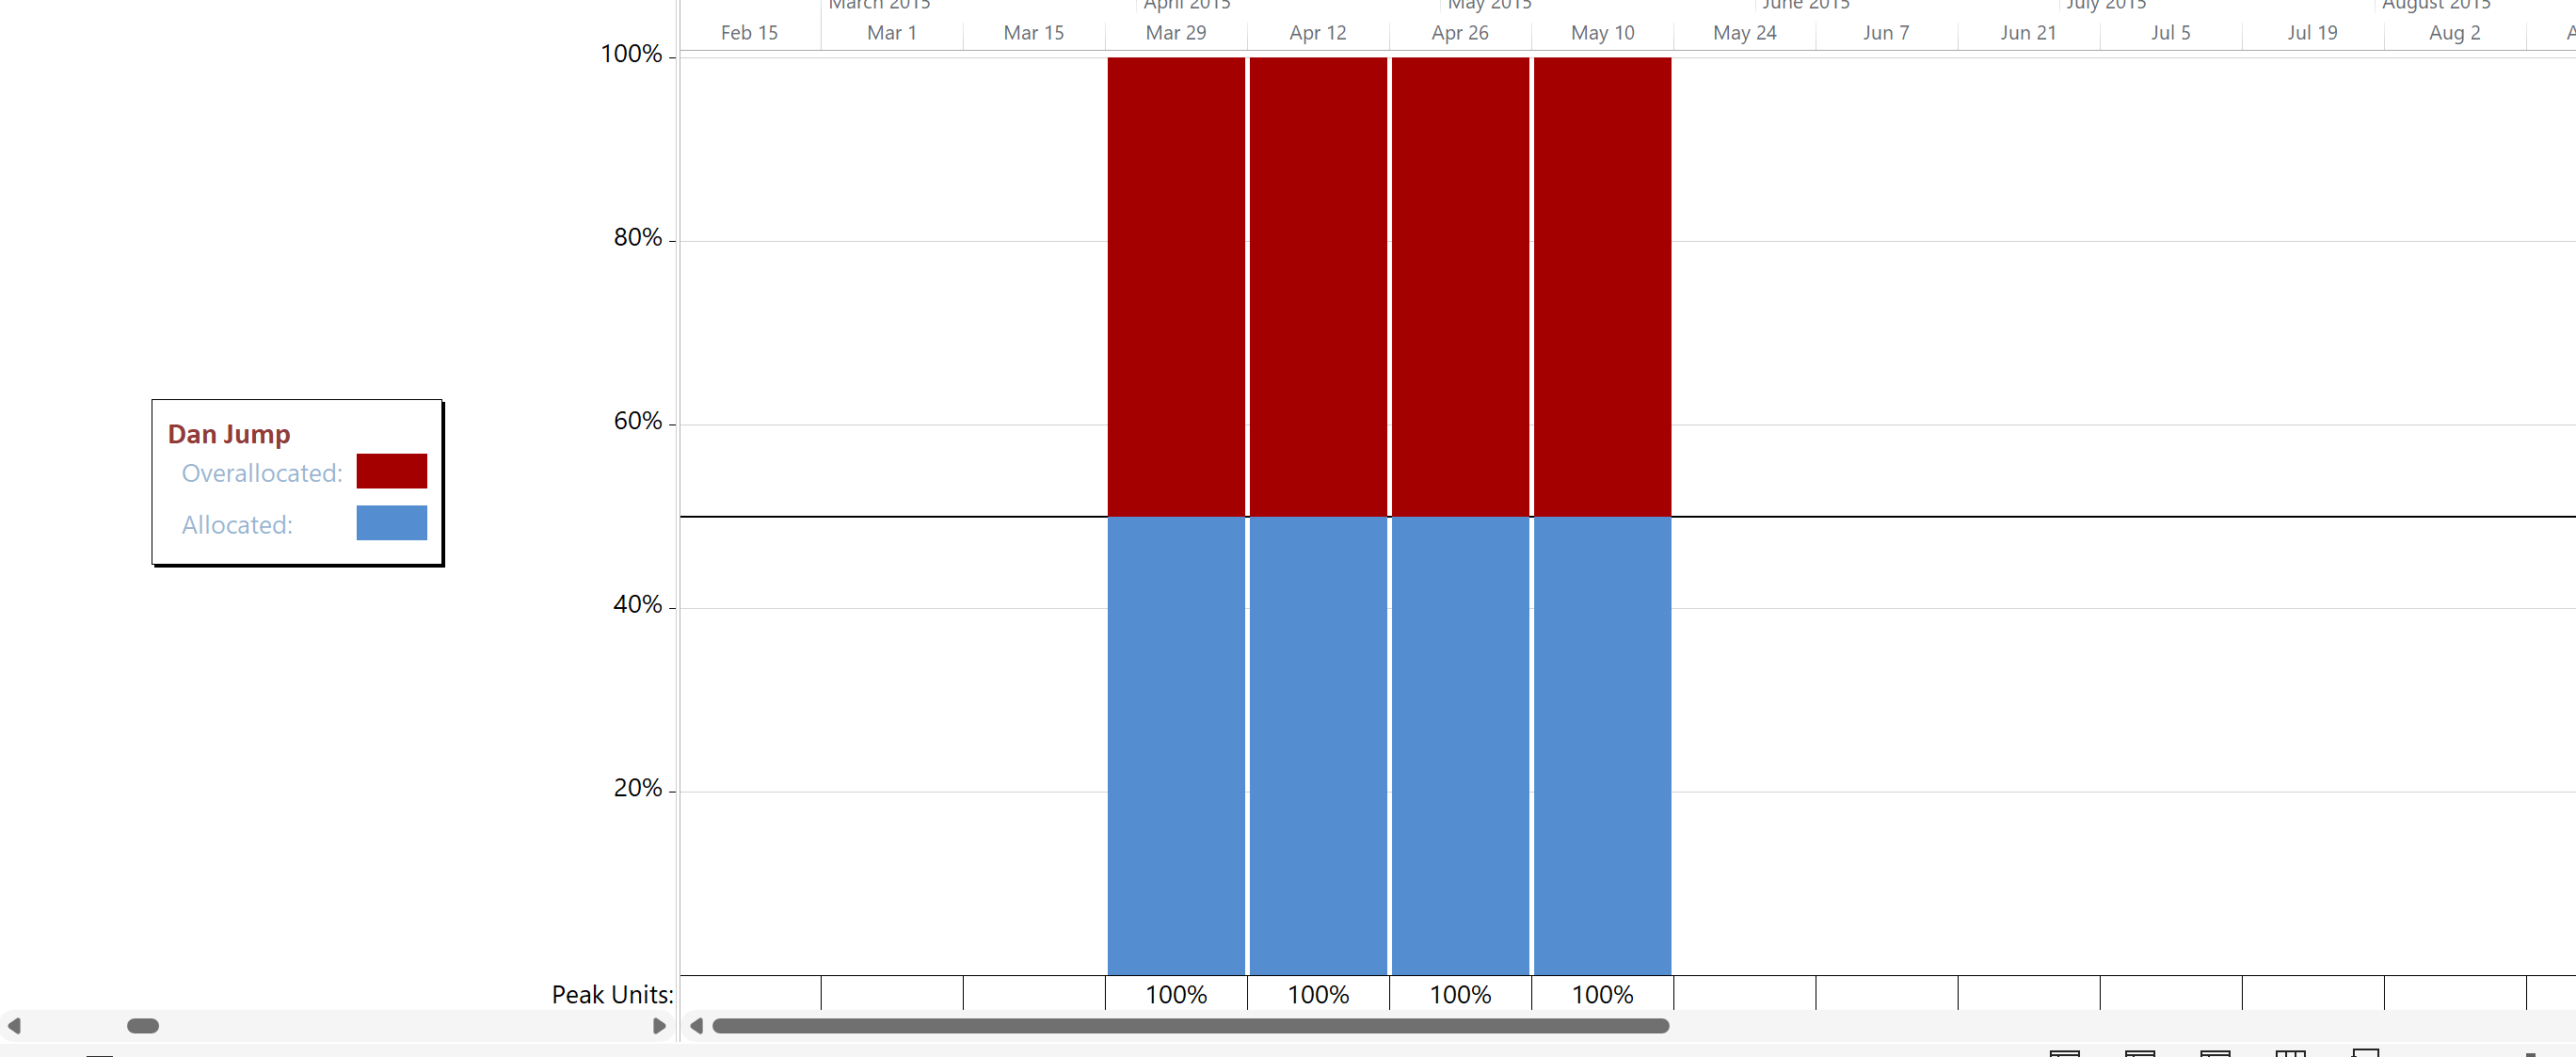 March 2015 April 2015 May 2015 June 2015 July 2015 August 2015
Feb 15 Mar 1 Mar 15 Mar 29 Apr 12 Apr 26 May 10 May 24 Jun 7 Jun 21 Jul 5 Jul 19 Aug 2
100%
80%
60%
Dan Jump
Overallocated:
Allocated:
40%
20%
Peak Units: 100% 100% 100% 100%